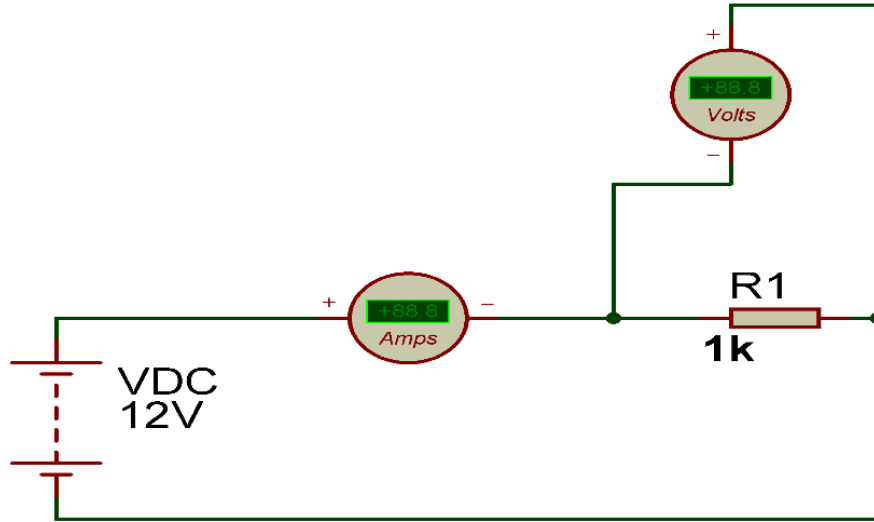 +
+88.8
Volts
−
R1
+
+88.8
−
Amps
1k
VDC
12V